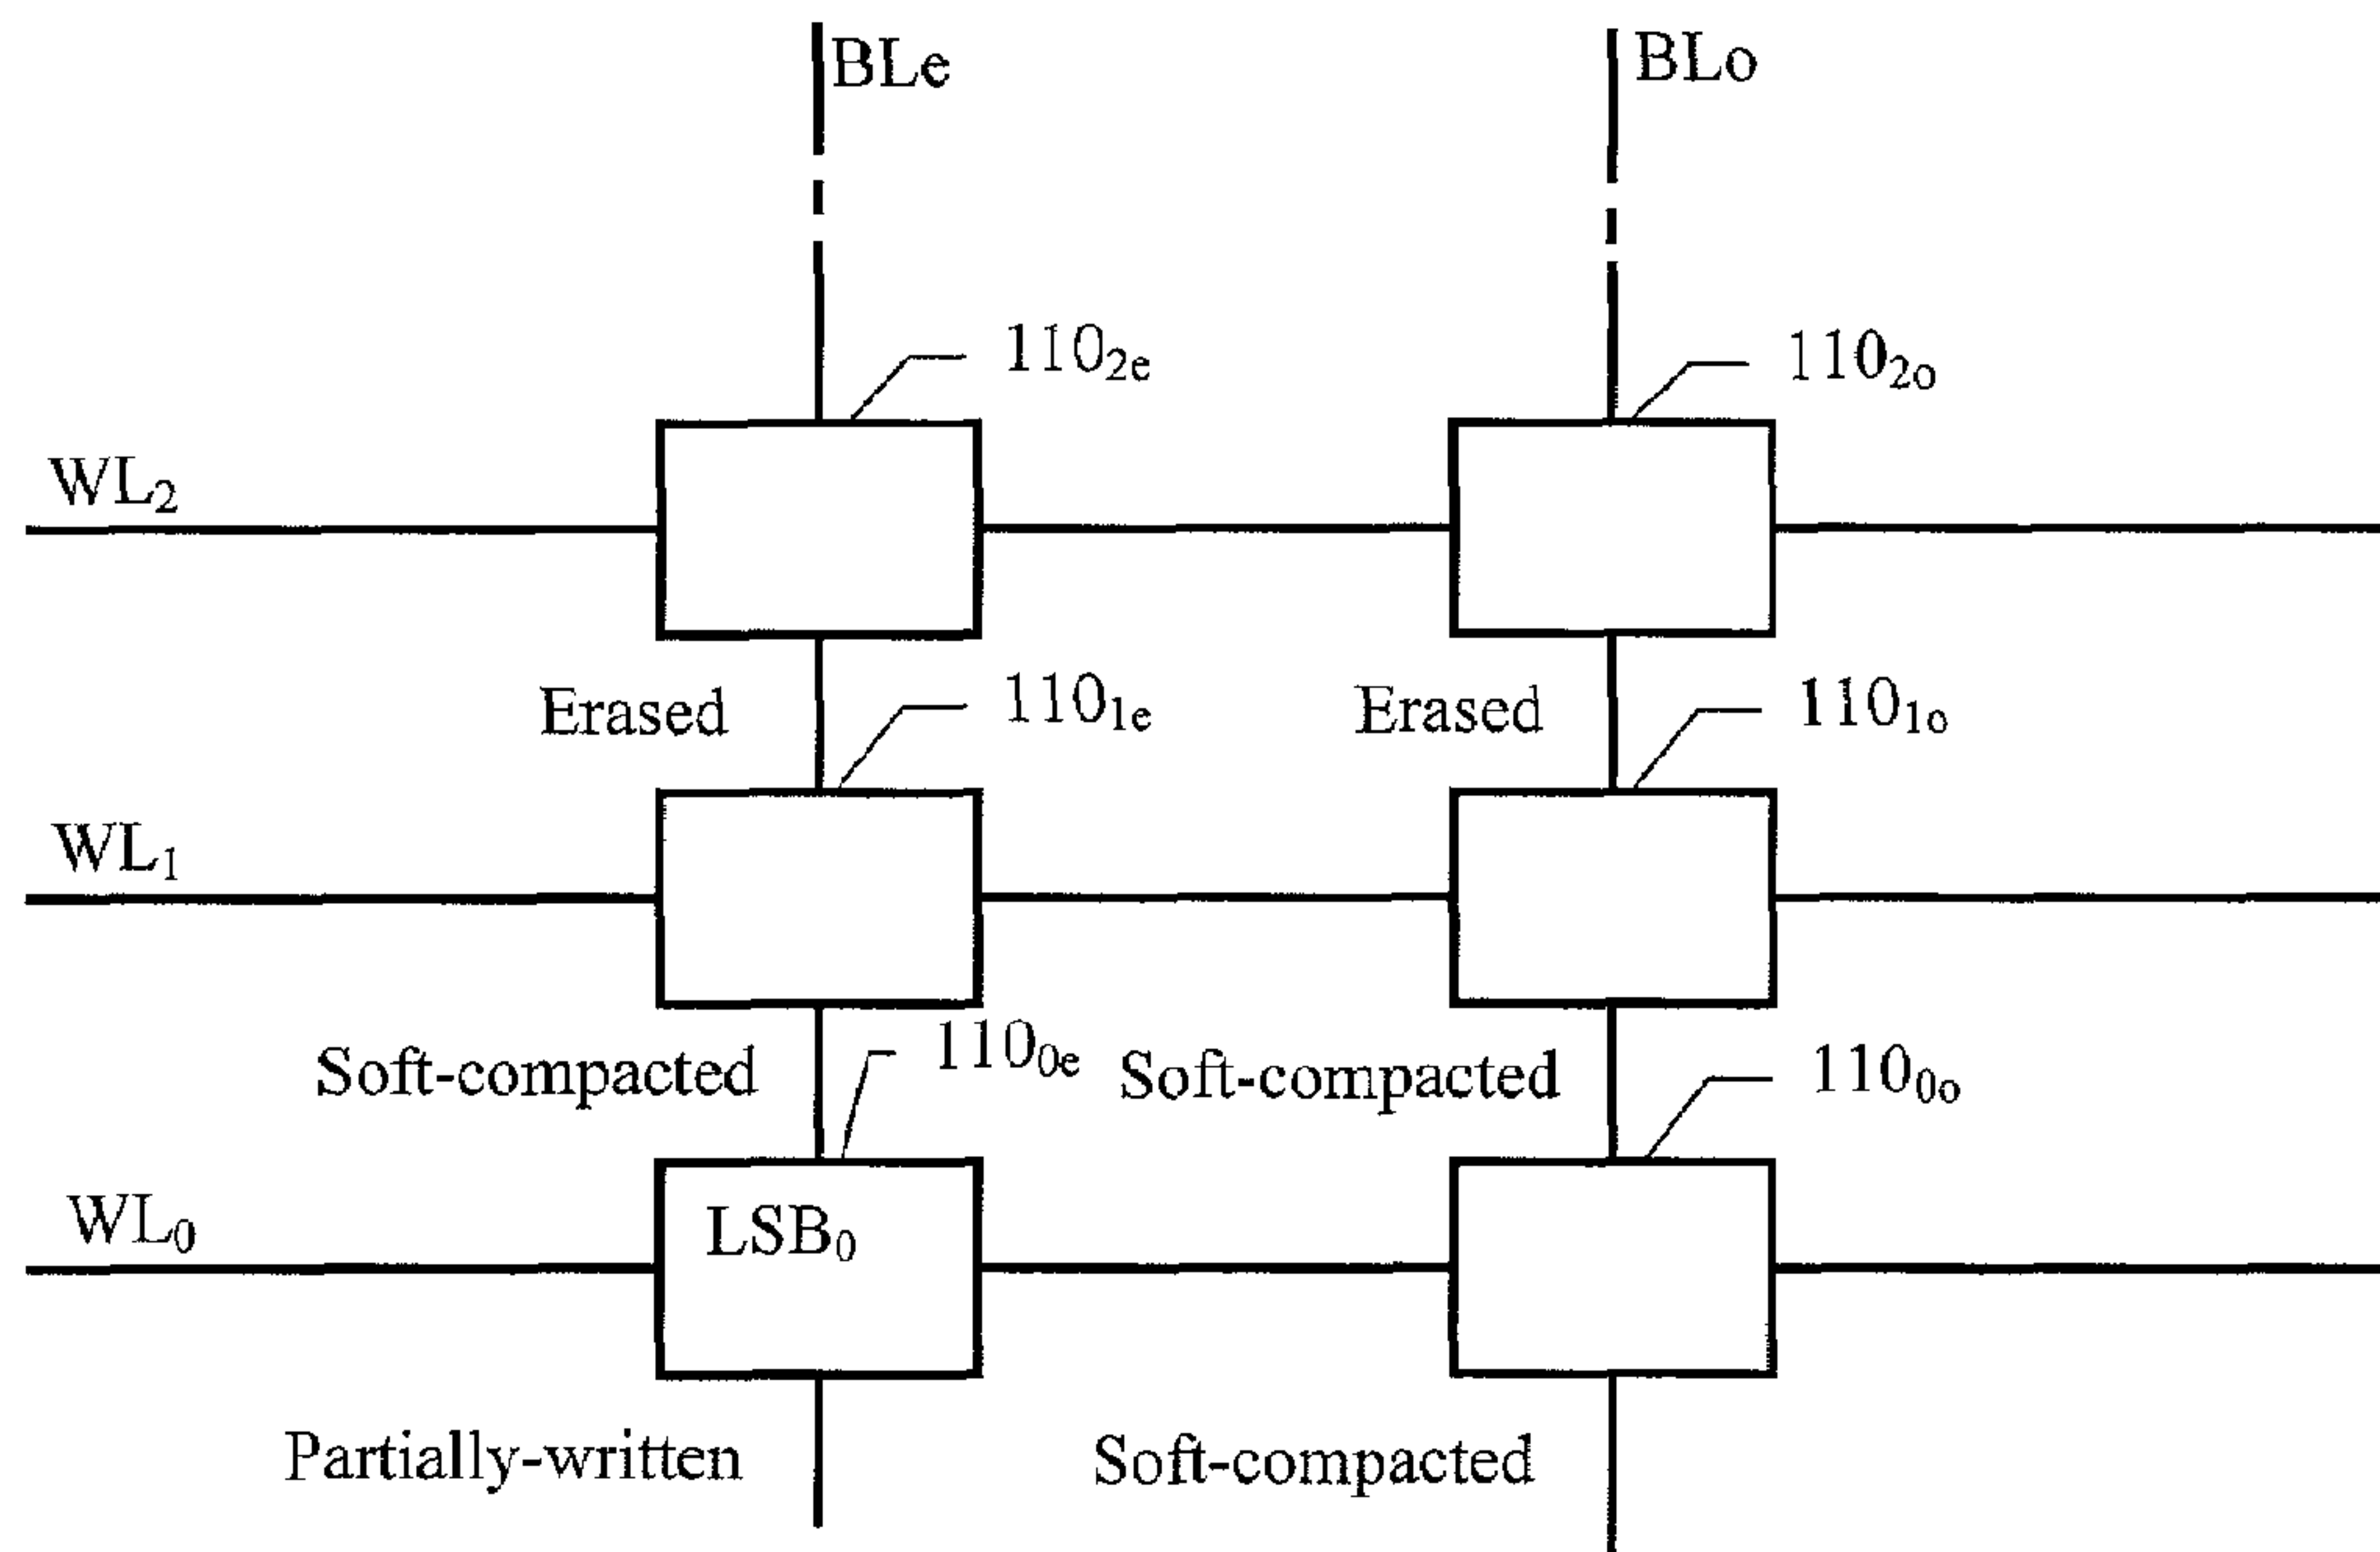 BLe
BLo
110₂ₑ
110₂ₒ
WL₂
Erased
110₁ₑ
Erased
110₁ₒ
WL₁
Soft-compacted
110₀ₑ
Soft-compacted
110₀ₒ
WL₀
LSB₀
Partially-written
Soft-compacted